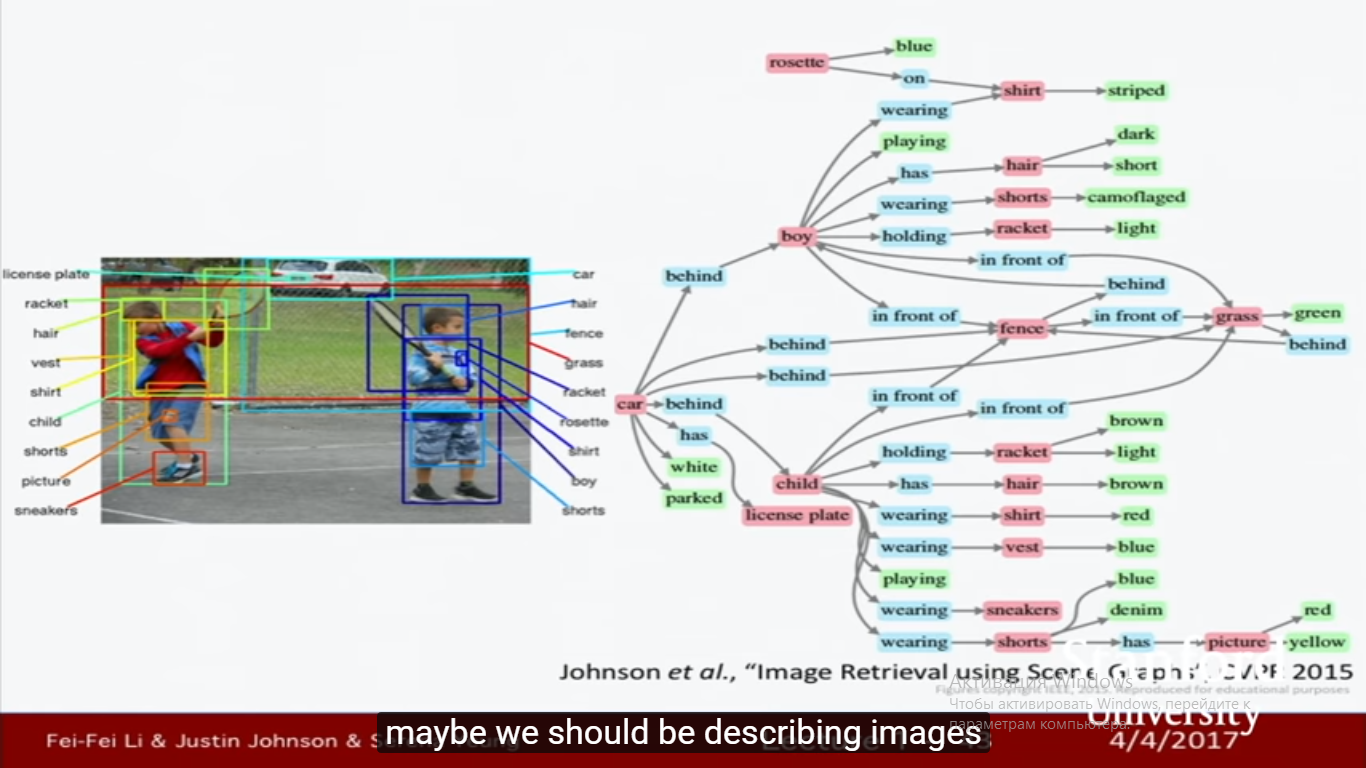 license plate
racket
hair
vest
shirt
child
shorts
picture
sneakers
car
hair
fence
grass
racket
rosette
shirt
boy
shorts
rosette
blue
on
shirt
striped
wearing
playing
has
hair
dark
short
wearing
shorts
camoflaged
boy
holding
racket
light
in front of
behind
behind
in front of
fence
in front of
grass
green
behind
behind
behind
car
behind
in front of
in front of
has
white
parked
license plate
child
holding
racket
brown
light
has
hair
brown
wearing
shirt
red
wearing
vest
blue
playing
wearing
sneakers
blue
denim
wearing
shorts
has
picture
red
yellow
Johnson et al., “Image Retrieval using Scene Graphs”, CVPR 2015
Figures copyright IEEE, 2015. Reproduced for educational purposes
Stanford
University
Активация Windows
Чтобы активировать Windows, перейдите к
параметрам компьютера.
Fei-Fei Li & Justin Johnson & Serena Yeung
4/4/2017
maybe we should be describing images